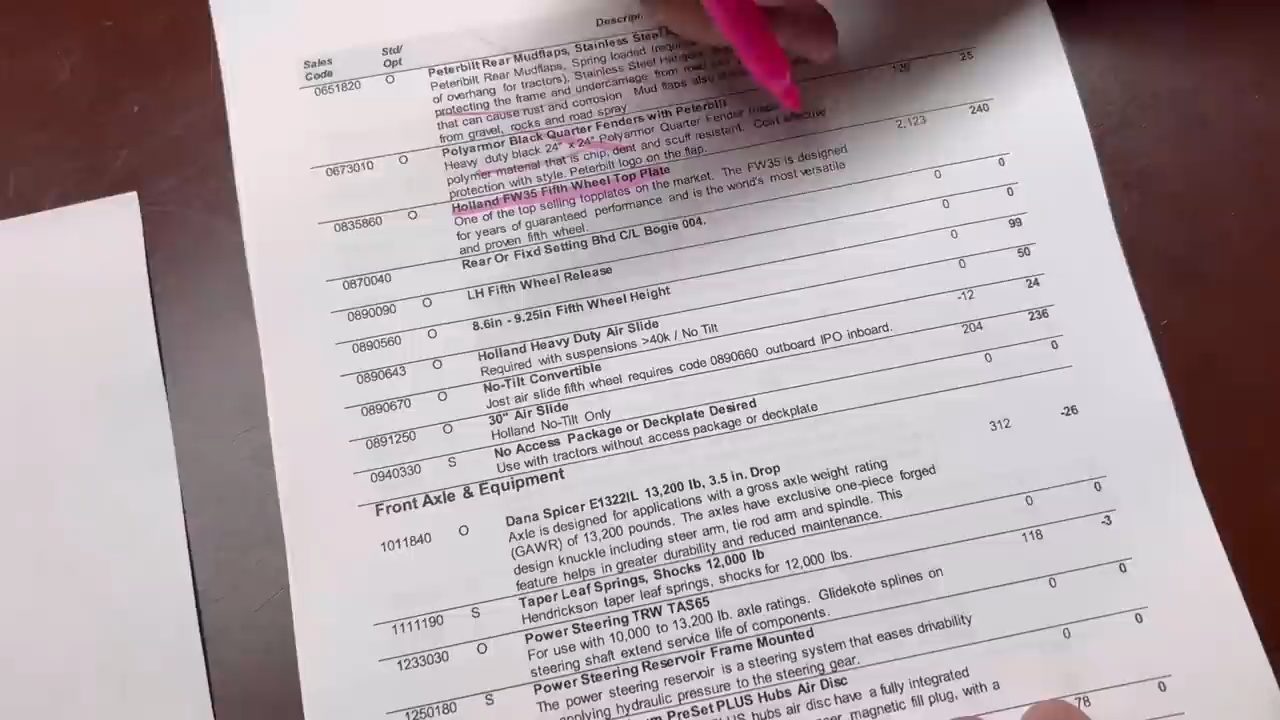 Sales Code Std/ Opt
0651820 O Peterbilt Rear Mudflaps, Stainless
Peterbilt Rear Mudflaps, Spring loaded
of overhang for tractors). Stainless Steel
protecting the frame and undercarriage from road
that can cause rust and corrosion. Mud flaps also
from gravel, rocks and road spray
0673010 O Polyarmor Black Quarter Fenders with Peterbilt 25
Heavy duty black 24" x 24" Polyarmor Quarter Fender
polymer material that is chip, dent and scuff resistant. Cost effective
protection with style. Peterbilt logo on the flap.
0835860 O Holland FW35 Fifth Wheel Top Plate 2,123 240
One of the top selling topplates on the market. The FW35 is designed
for years of guaranteed performance and is the world's most versatile
and proven fifth wheel.
0870040 Rear Or Fixd Setting Bhd C/L Bogie 004. 0 0
0890090 O LH Fifth Wheel Release 0 0
0890560 O 8.6in - 9.25in Fifth Wheel Height 0 99
0890643 O Holland Heavy Duty Air Slide 0 50
Required with suspensions >40k / No Tilt
0890670 O No-Tilt Convertible -12 24
Jost air slide fifth wheel requires code 0890660 outboard IPO inboard.
0891250 O 30" Air Slide 204 236
Holland No-Tilt Only
0940330 S No Access Package or Deckplate Desired 0 0
Use with tractors without access package or deckplate
Front Axle & Equipment
1011840 O Dana Spicer E1322IL 13,200 lb, 3.5 in. Drop 312 -26
Axle is designed for applications with a gross axle weight rating
(GAWR) of 13,200 pounds. The axles have exclusive one-piece forged
design knuckle including steer arm, tie rod arm and spindle. This
feature helps in greater durability and reduced maintenance.
1111190 S Taper Leaf Springs, Shocks 12,000 lb 0 0
Hendrickson taper leaf springs, shocks for 12,000 lbs.
1233030 O Power Steering TRW TAS65 118 -3
For use with 10,000 to 13,200 lb. axle ratings. Glidekote splines on
steering shaft extend service life of components.
1250180 S Power Steering Reservoir Frame Mounted 0 0
The power steering reservoir is a steering system that eases drivability
applying hydraulic pressure to the steering gear.
PreSet PLUS Hubs Air Disc 0 0
PLUS hubs air disc have a fully integrated
magnetic fill plug, with a
78 0